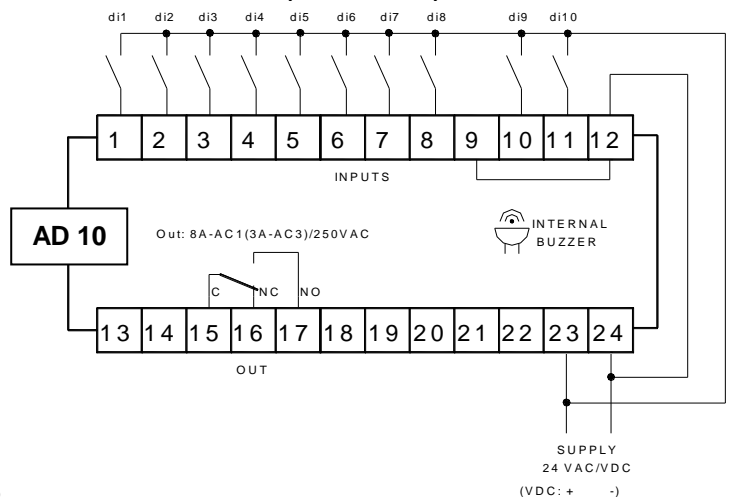 di1 di2 di3 di4 di5 di6 di7 di8 di9 di10
1 2 3 4 5 6 7 8 9 10 11 12
INPUTS
AD 10
Out: 8A-AC1(3A-AC3)/250VAC
INTERNAL
BUZZER
C NC NO
13 14 15 16 17 18 19 20 21 22 23 24
OUT
SUPPLY
24 VAC/VDC
(VDC: + -)